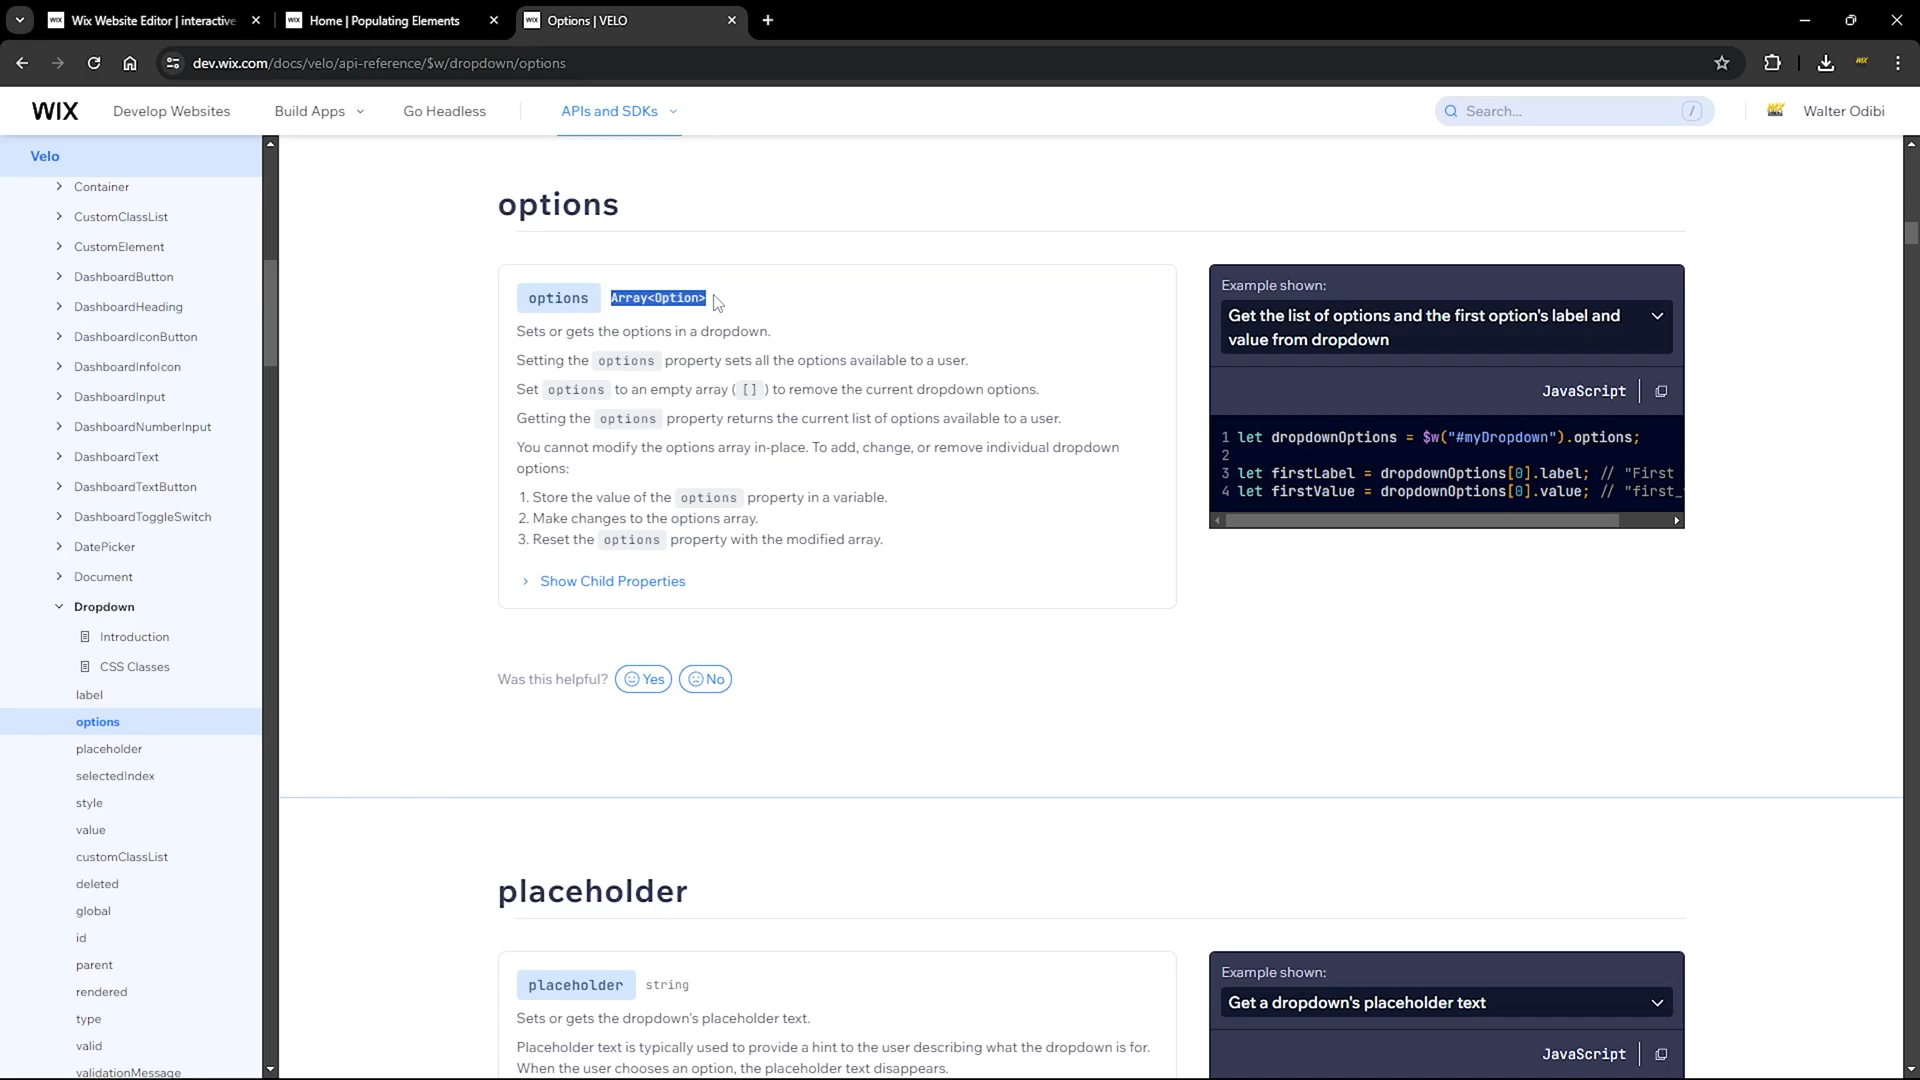 Wix Website Editor | interactive
Home | Populating Elements
Options | VELO
dev.wix.com/docs/velo/api-reference/$w/dropdown/options
WIX
Develop Websites
Build Apps
Go Headless
APIs and SDKs
Search...
/
Walter Odibi
Velo
Container
CustomClassList
CustomElement
DashboardButton
DashboardHeading
DashboardIconButton
DashboardInfoIcon
DashboardInput
DashboardNumberInput
DashboardText
DashboardTextButton
DashboardToggleSwitch
DatePicker
Document
Dropdown
Introduction
CSS Classes
label
options
placeholder
selectedIndex
style
value
customClassList
deleted
global
id
parent
rendered
type
valid
validationMessage
options
options Array<Option>
Sets or gets the options in a dropdown.
Setting the options property sets all the options available to a user.
Set options to an empty array ( [] ) to remove the current dropdown options.
Getting the options property returns the current list of options available to a user.
You cannot modify the options array in-place. To add, change, or remove individual dropdown
options:
1. Store the value of the options property in a variable.
2. Make changes to the options array.
3. Reset the options property with the modified array.
Show Child Properties
Was this helpful? Yes No
Example shown:
Get the list of options and the first option's label and
value from dropdown
JavaScript
1 let dropdownOptions = $w("#myDropdown").options;
2
3 let firstLabel = dropdownOptions[0].label; // "First
4 let firstValue = dropdownOptions[0].value; // "first_
placeholder
placeholder string
Sets or gets the dropdown's placeholder text.
Placeholder text is typically used to provide a hint to the user describing what the dropdown is for.
When the user chooses an option, the placeholder text disappears.
Example shown:
Get a dropdown's placeholder text
JavaScript